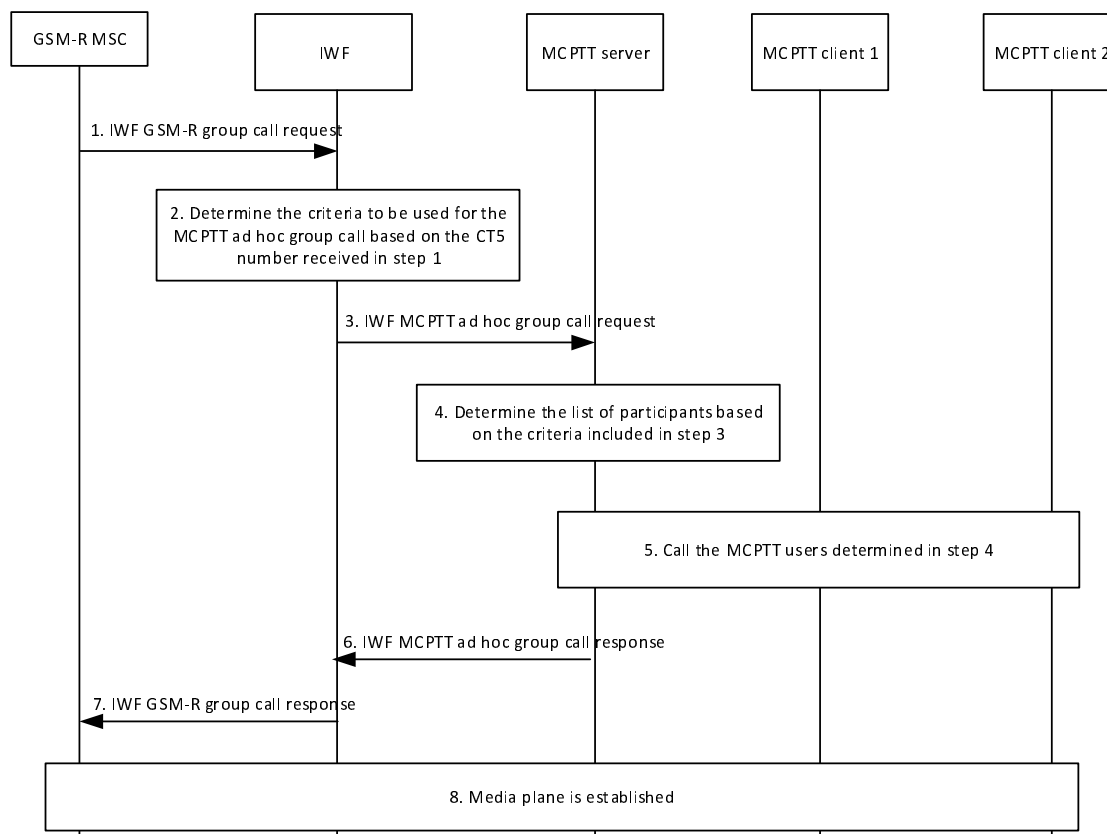 GSM-R MSC
IWF
MCPTT server
MCPTT client 1
MCPTT client 2
1. IWF GSM-R group call request
2. Determine the criteria to be used for the
MCPTT ad hoc group call based on the CT5
number received in step 1
3. IWF MCPTT ad hoc group call request
4. Determine the list of participants based
on the criteria included in step 3
5. Call the MCPTT users determined in step 4
6. IWF MCPTT ad hoc group call response
7. IWF GSM-R group call response
8. Media plane is established